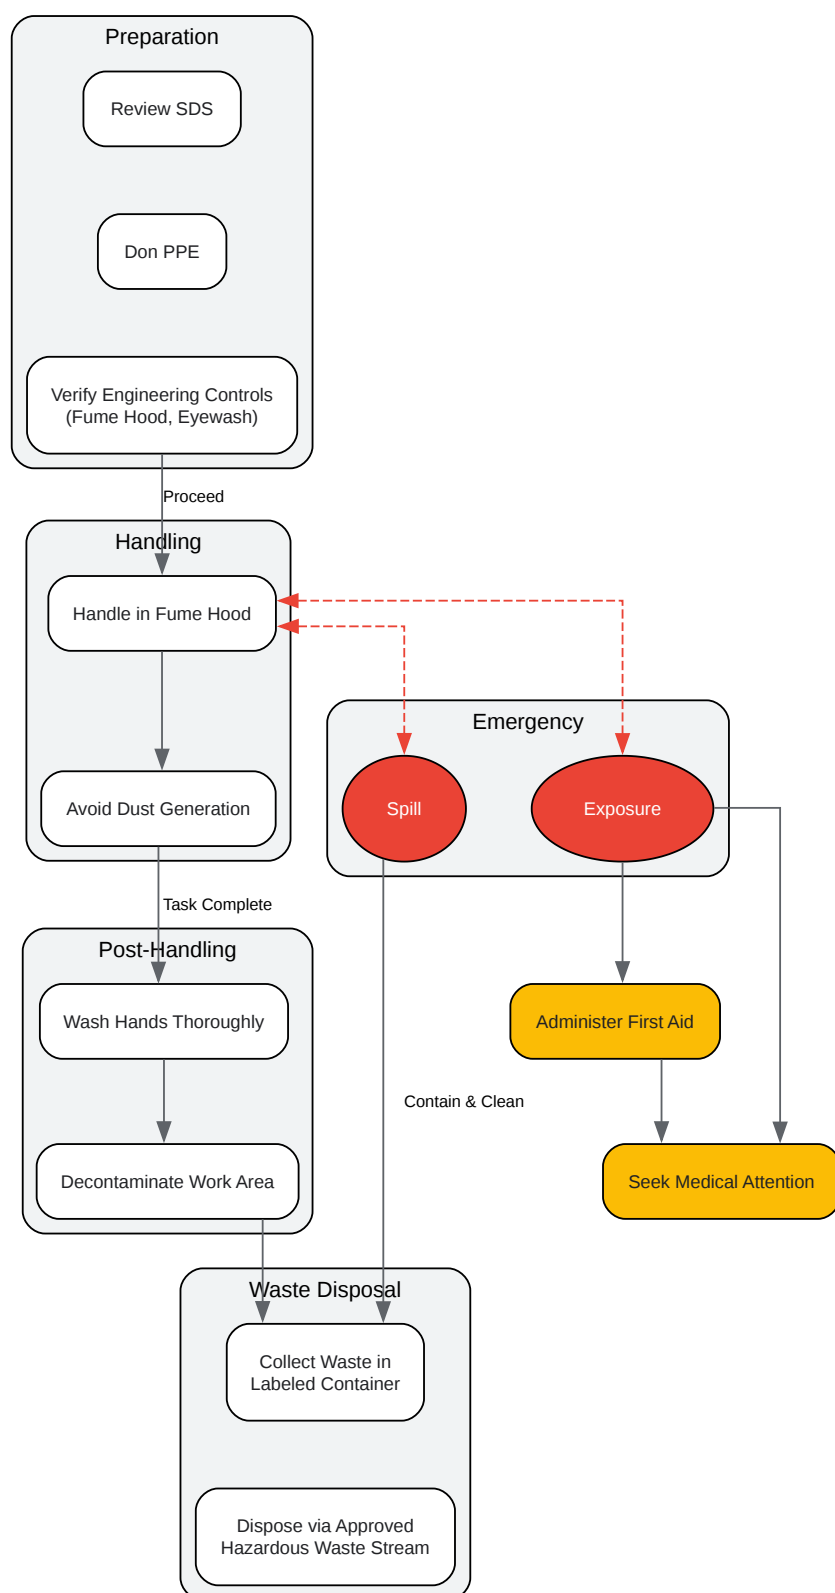 Preparation
Review SDS
Don PPE
Verify Engineering Controls
(Fume Hood, Eyewash)
Proceed
Handling
Handle in Fume Hood
Avoid Dust Generation
Emergency
Spill
Exposure
Task Complete
Post-Handling
Wash Hands Thoroughly
Administer First Aid
Contain & Clean
Decontaminate Work Area
Seek Medical Attention
Waste Disposal
Collect Waste in
Labeled Container
Dispose via Approved
Hazardous Waste Stream